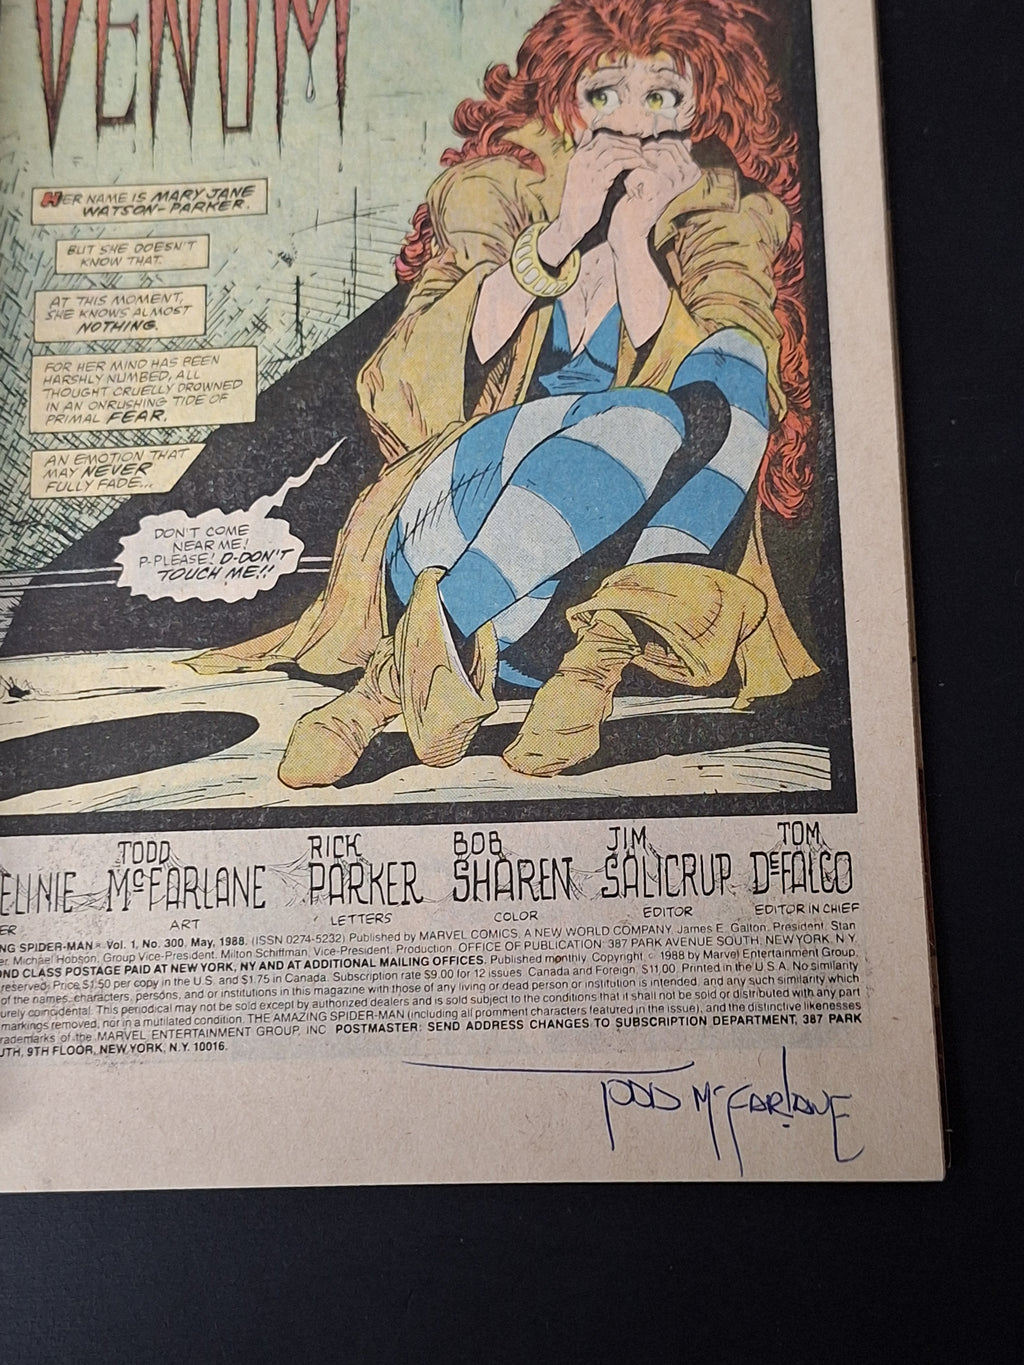 VENOM
HER NAME IS MARY JANE
WATSON-PARKER.
BUT SHE DOESN'T
KNOW THAT.
AT THIS MOMENT,
SHE KNOWS ALMOST
NOTHING.
FOR HER MIND HAS BEEN
HARSHLY NUMBED, ALL
THOUGHT CRUELLY DROWNED
IN AN ONRUSHING TIDE OF
PRIMAL FEAR.
AN EMOTION THAT
MAY NEVER
FULLY FADE...
DON'T COME
NEAR ME!
P-PLEASE! D-DON'T
TOUCH ME!!
TODD RICK BOB JIM TOM
ELINIE McFARLANE PARKER SHAREN SALICRUP DeFALCO
ER ART LETTERS COLOR EDITOR EDITOR IN CHIEF
NG SPIDER-MAN® Vol. 1, No. 300, May, 1988. (ISSN 0274-5232) Published by MARVEL COMICS, A NEW WORLD COMPANY. James E. Galton, President. Stan
er. Michael Hobson, Group Vice-President. Milton Schiffman, Vice-President, Production. OFFICE OF PUBLICATION: 387 PARK AVENUE SOUTH, NEW YORK, N.Y.
OND CLASS POSTAGE PAID AT NEW YORK, NY AND AT ADDITIONAL MAILING OFFICES. Published monthly. Copyright © 1988 by Marvel Entertainment Group,
reserved. Price $1.50 per copy in the U.S. and $1.75 in Canada. Subscription rate $9.00 for 12 issues. Canada and Foreign, $11.00. Printed in the U.S.A. No similarity
of the names, characters, persons, and/or institutions in this magazine with those of any living or dead person or institution is intended, and any such similarity which
urely coincidental. This periodical may not be sold except by authorized dealers and is sold subject to the conditions that it shall not be sold or distributed with any part
markings removed, nor in a mutilated condition. THE AMAZING SPIDER-MAN (including all prominent characters featured in the issue), and the distinctive likenesses
rademarks of the MARVEL ENTERTAINMENT GROUP, INC. POSTMASTER: SEND ADDRESS CHANGES TO SUBSCRIPTION DEPARTMENT, 387 PARK
UTH, 9TH FLOOR, NEW YORK, N.Y. 10016.
TODD McFARLANE